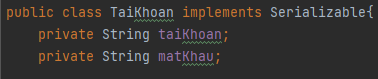 public class TaiKhoan implements Serializable{
private String taiKhoan;
private String matKhau;